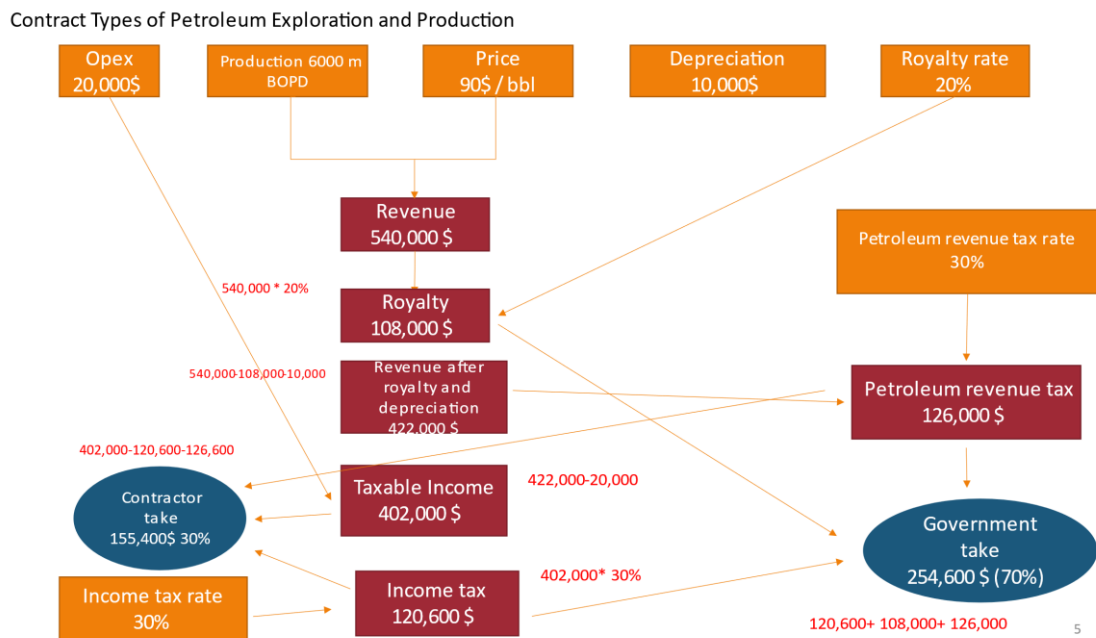 Contract Types of Petroleum Exploration and Production
Opex
20,000$
Production 6000 m
BOPD
Price
90$ / bbl
Depreciation
10,000$
Royalty rate
20%
Revenue
540,000 $
Petroleum revenue tax rate
30%
540,000 * 20%
Royalty
108,000 $
540,000-108,000-10,000
Revenue after
royalty and
depreciation
422,000 $
Petroleum revenue tax
126,000 $
402,000-120,600-126,600
Contractor
take
155,400$ 30%
Taxable Income
402,000 $
422,000-20,000
Government
take
254,600 $ (70%)
Income tax rate
30%
Income tax
120,600 $
402,000* 30%
120,600+ 108,000+ 126,000
5